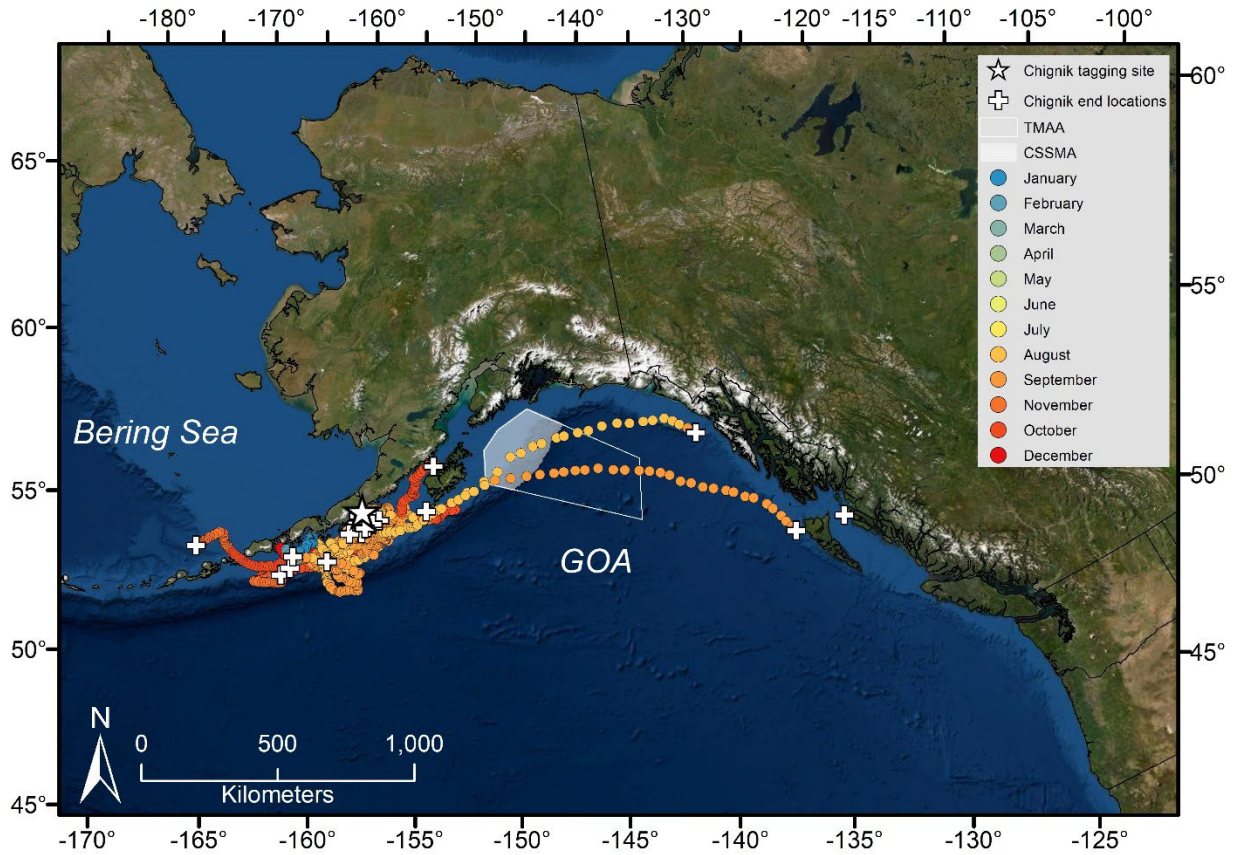 -180° -170° -160° -150° -140° -130° -120° -110° -105° -100°
Chignik tagging site
Chignik end locations
TMAA
CSSMA
January
February
March
April
May
June
July
August
September
November
October
December
65°
60°
55°
50°
45°
60°
55°
50°
45°
Bering Sea
GOA
N
0 500 1,000
Kilometers
-170° -165° -160° -155° -150° -145° -140° -135° -130° -125°